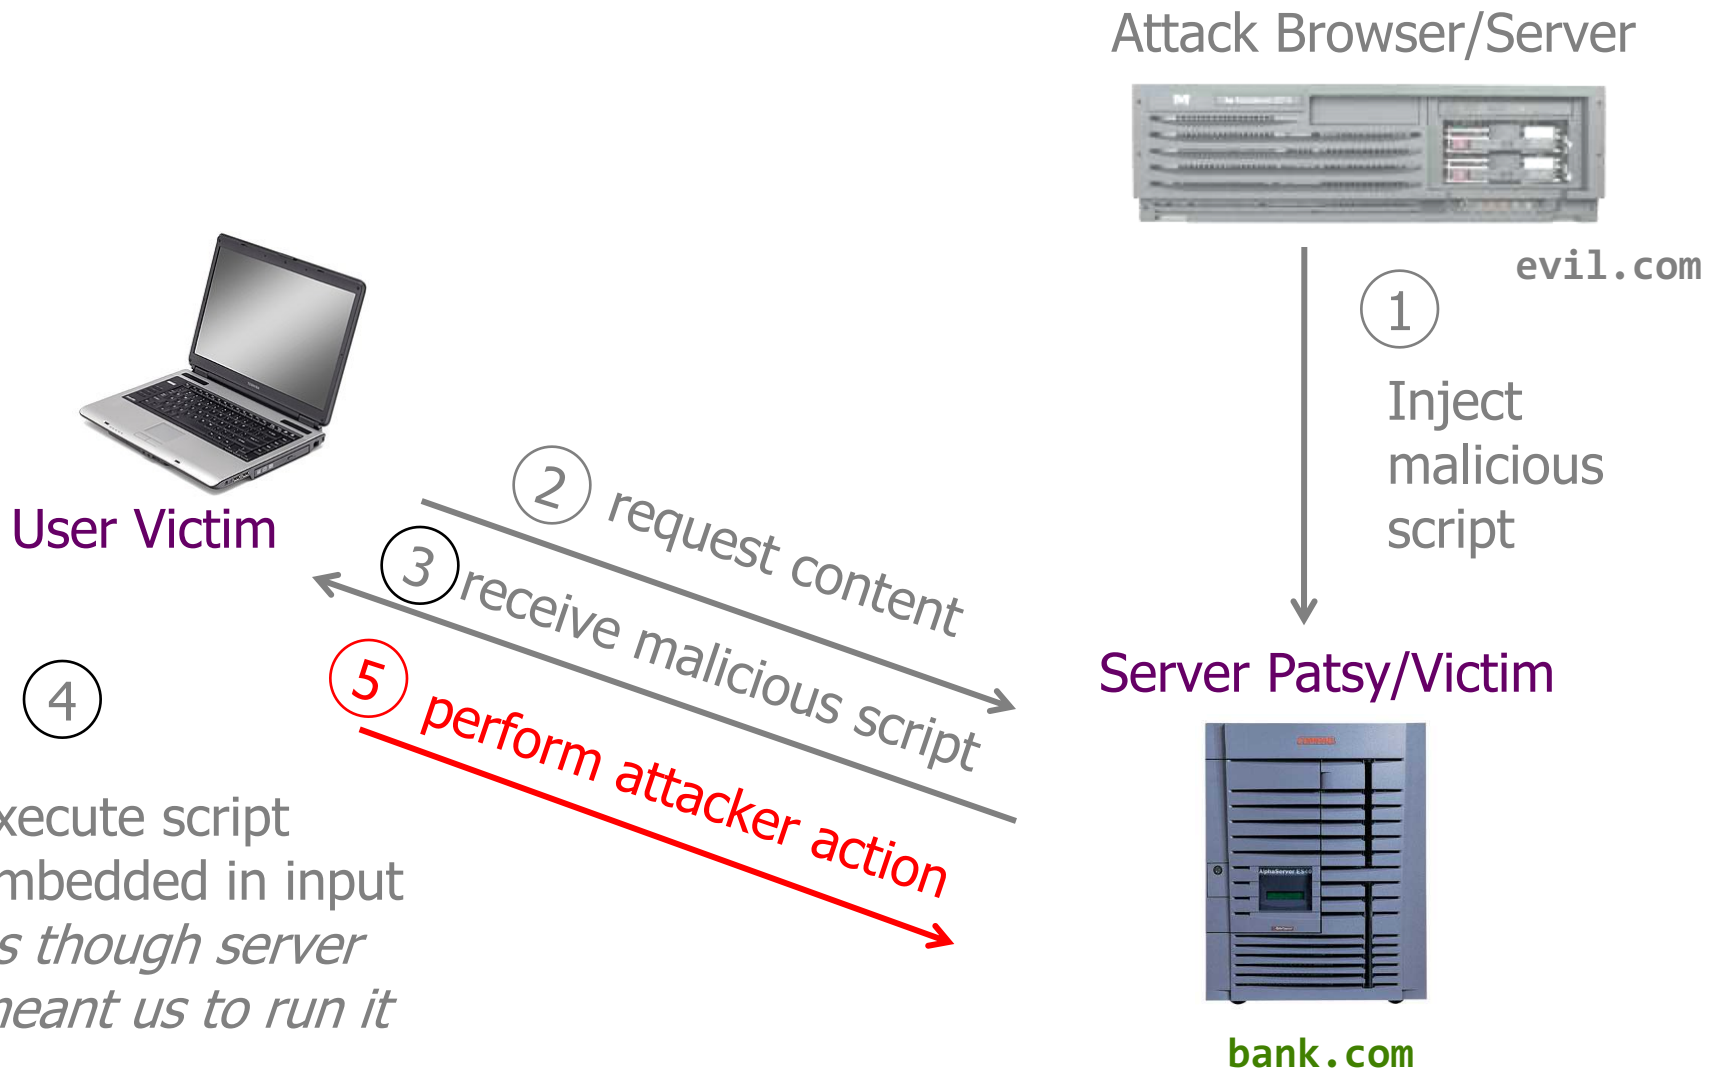 Attack Browser/Server
evil.com
1
Inject
malicious
script
2 request content
User Victim
3 receive malicious script
Server Patsy/Victim
4
5 perform attacker action
xecute script
mbedded in input
s though server
neant us to run it
AlphaServer
bank.com